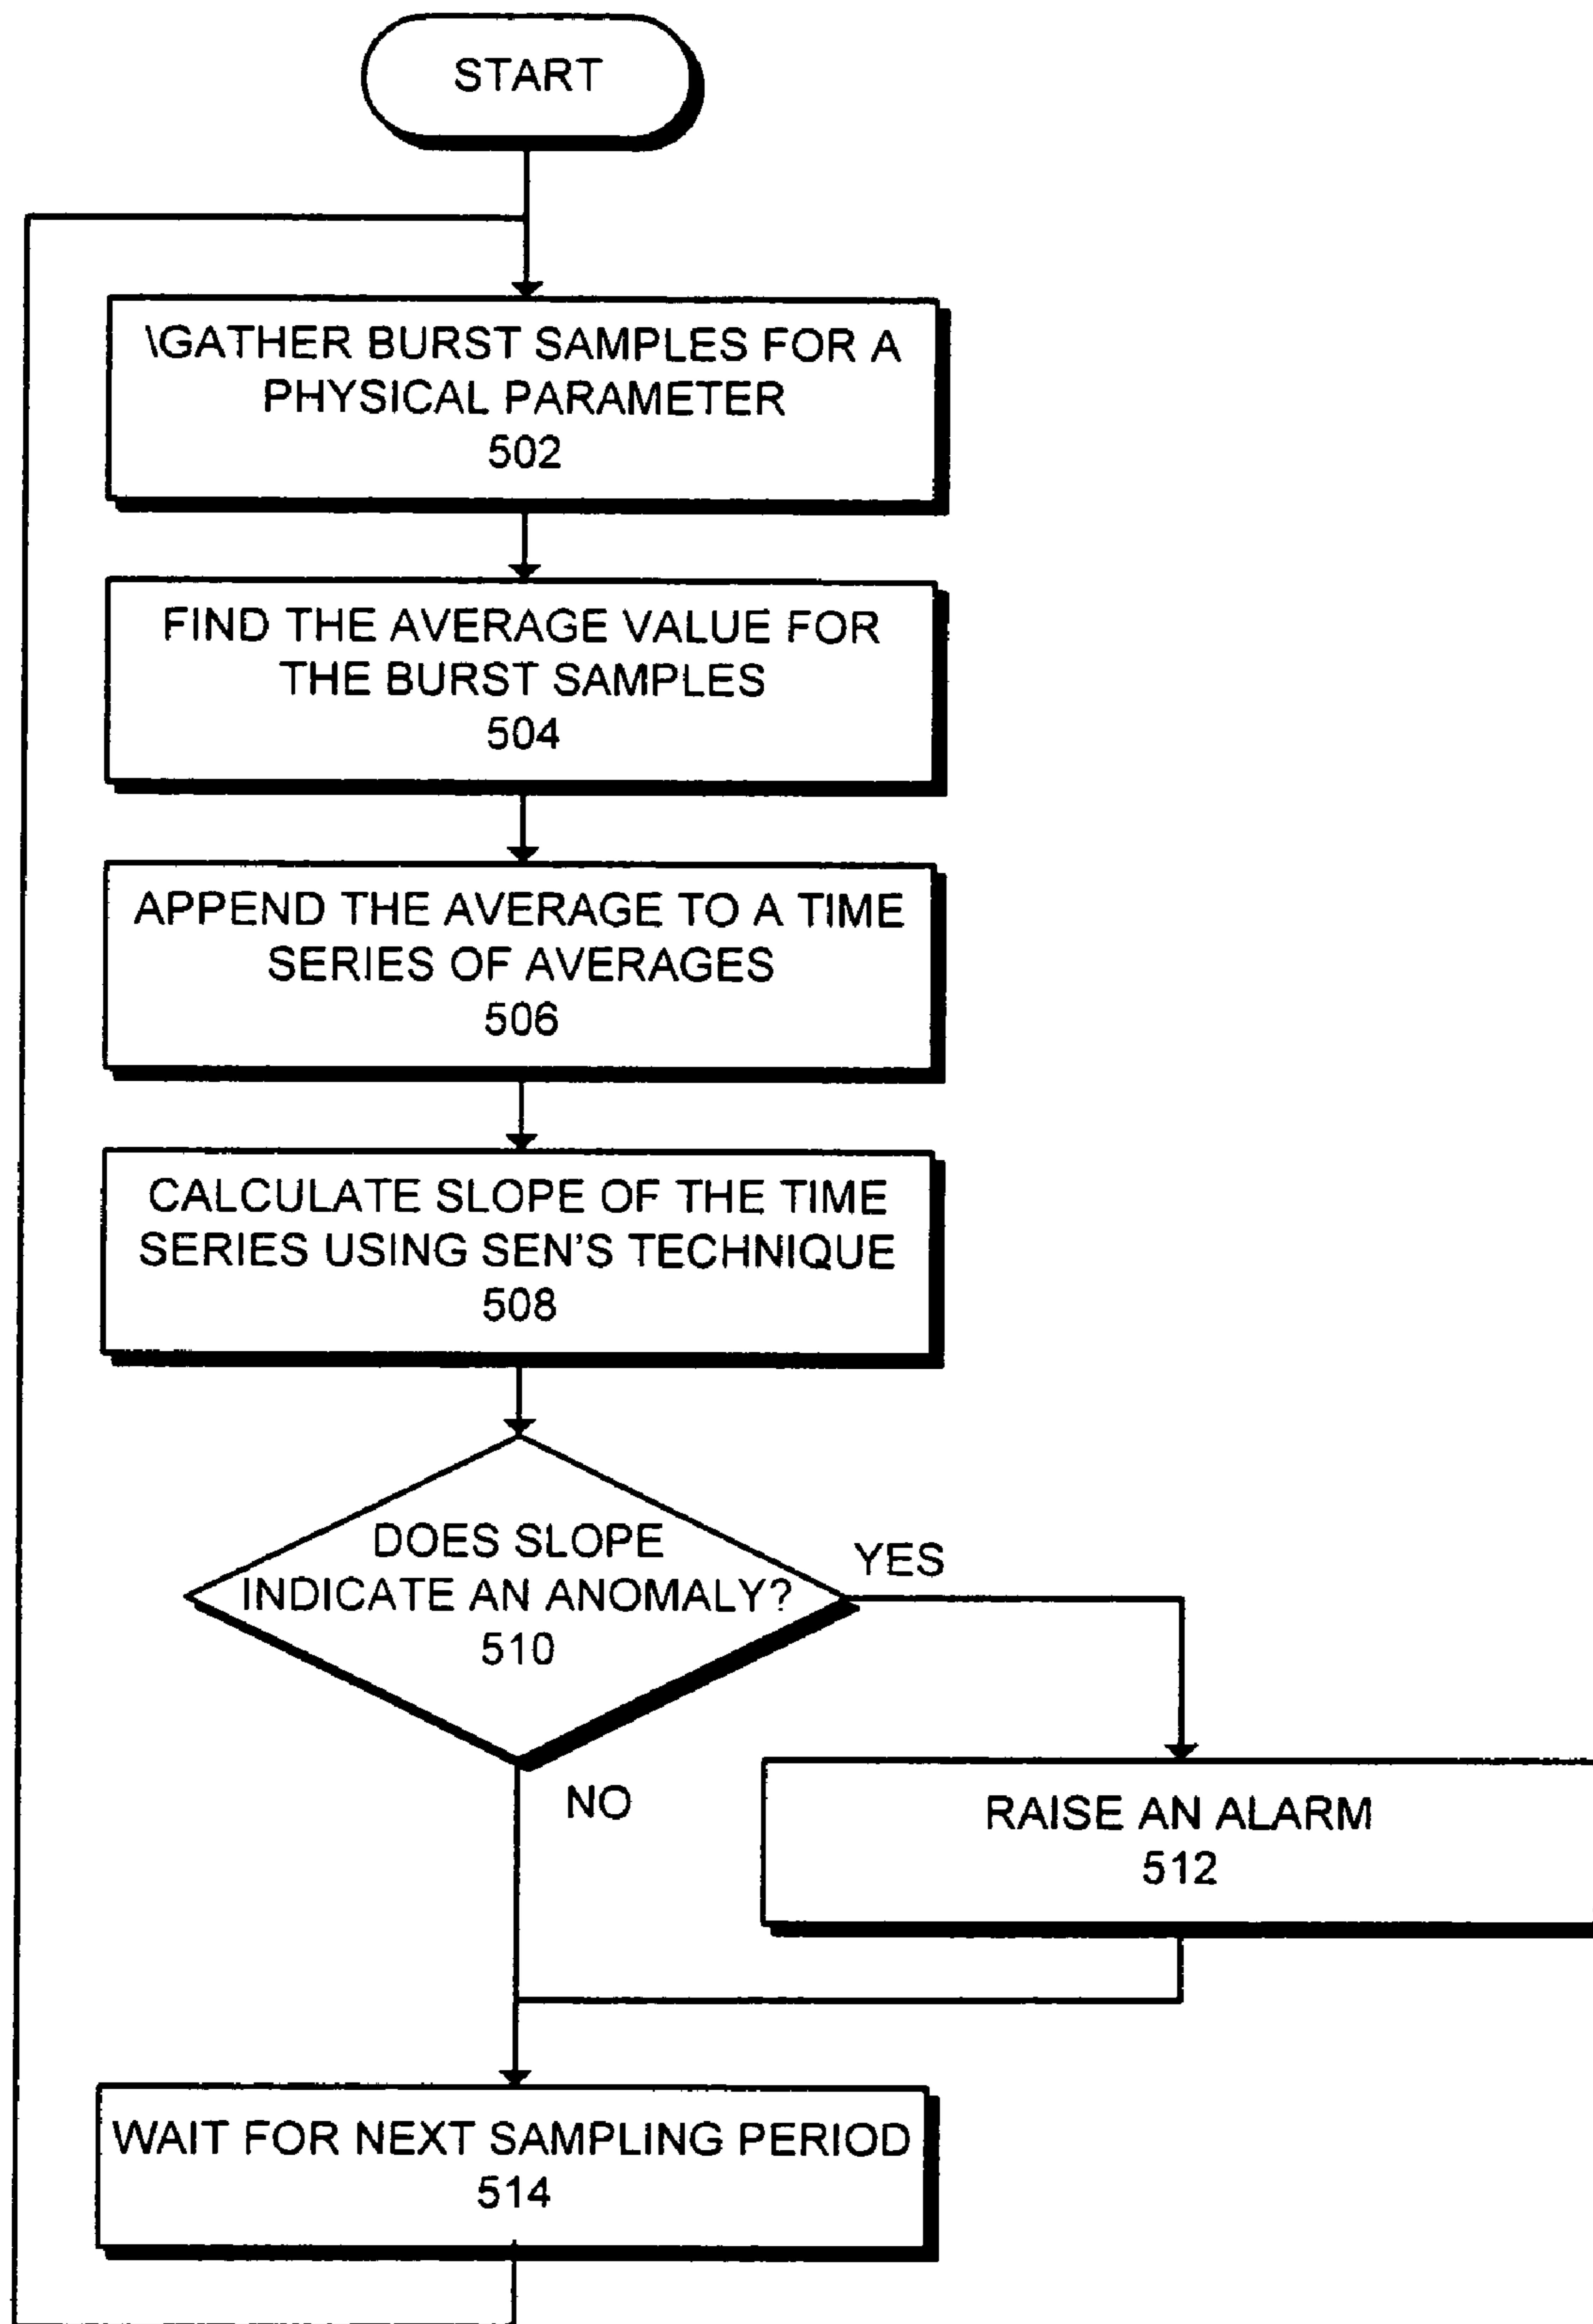 START
\GATHER BURST SAMPLES FOR A
PHYSICAL PARAMETER
502
FIND THE AVERAGE VALUE FOR
THE BURST SAMPLES
504
APPEND THE AVERAGE TO A TIME
SERIES OF AVERAGES
506
CALCULATE SLOPE OF THE TIME
SERIES USING SEN'S TECHNIQUE
508
DOES SLOPE
INDICATE AN ANOMALY?
510
YES
NO
RAISE AN ALARM
512
WAIT FOR NEXT SAMPLING PERIOD
514